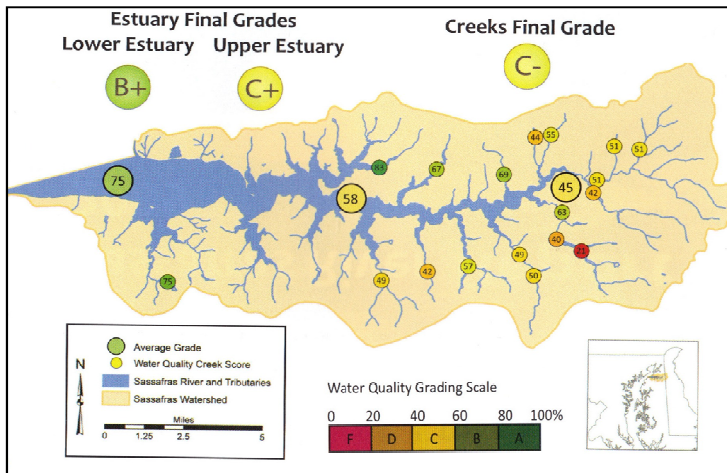 Estuary Final Grades
Lower Estuary
Upper Estuary
Creeks Final Grade
B+
C+
C-
44
55
51
51
83
67
69
75
58
45
51
42
63
40
21
49
50
57
42
49
75
Average Grade
Water Quality Creek Score
Sassafras River and Tributaries
Sassafras Watershed
N
Miles
0 1.25 2.5 5
Water Quality Grading Scale
0 20 40 60 80 100%
F D C B A